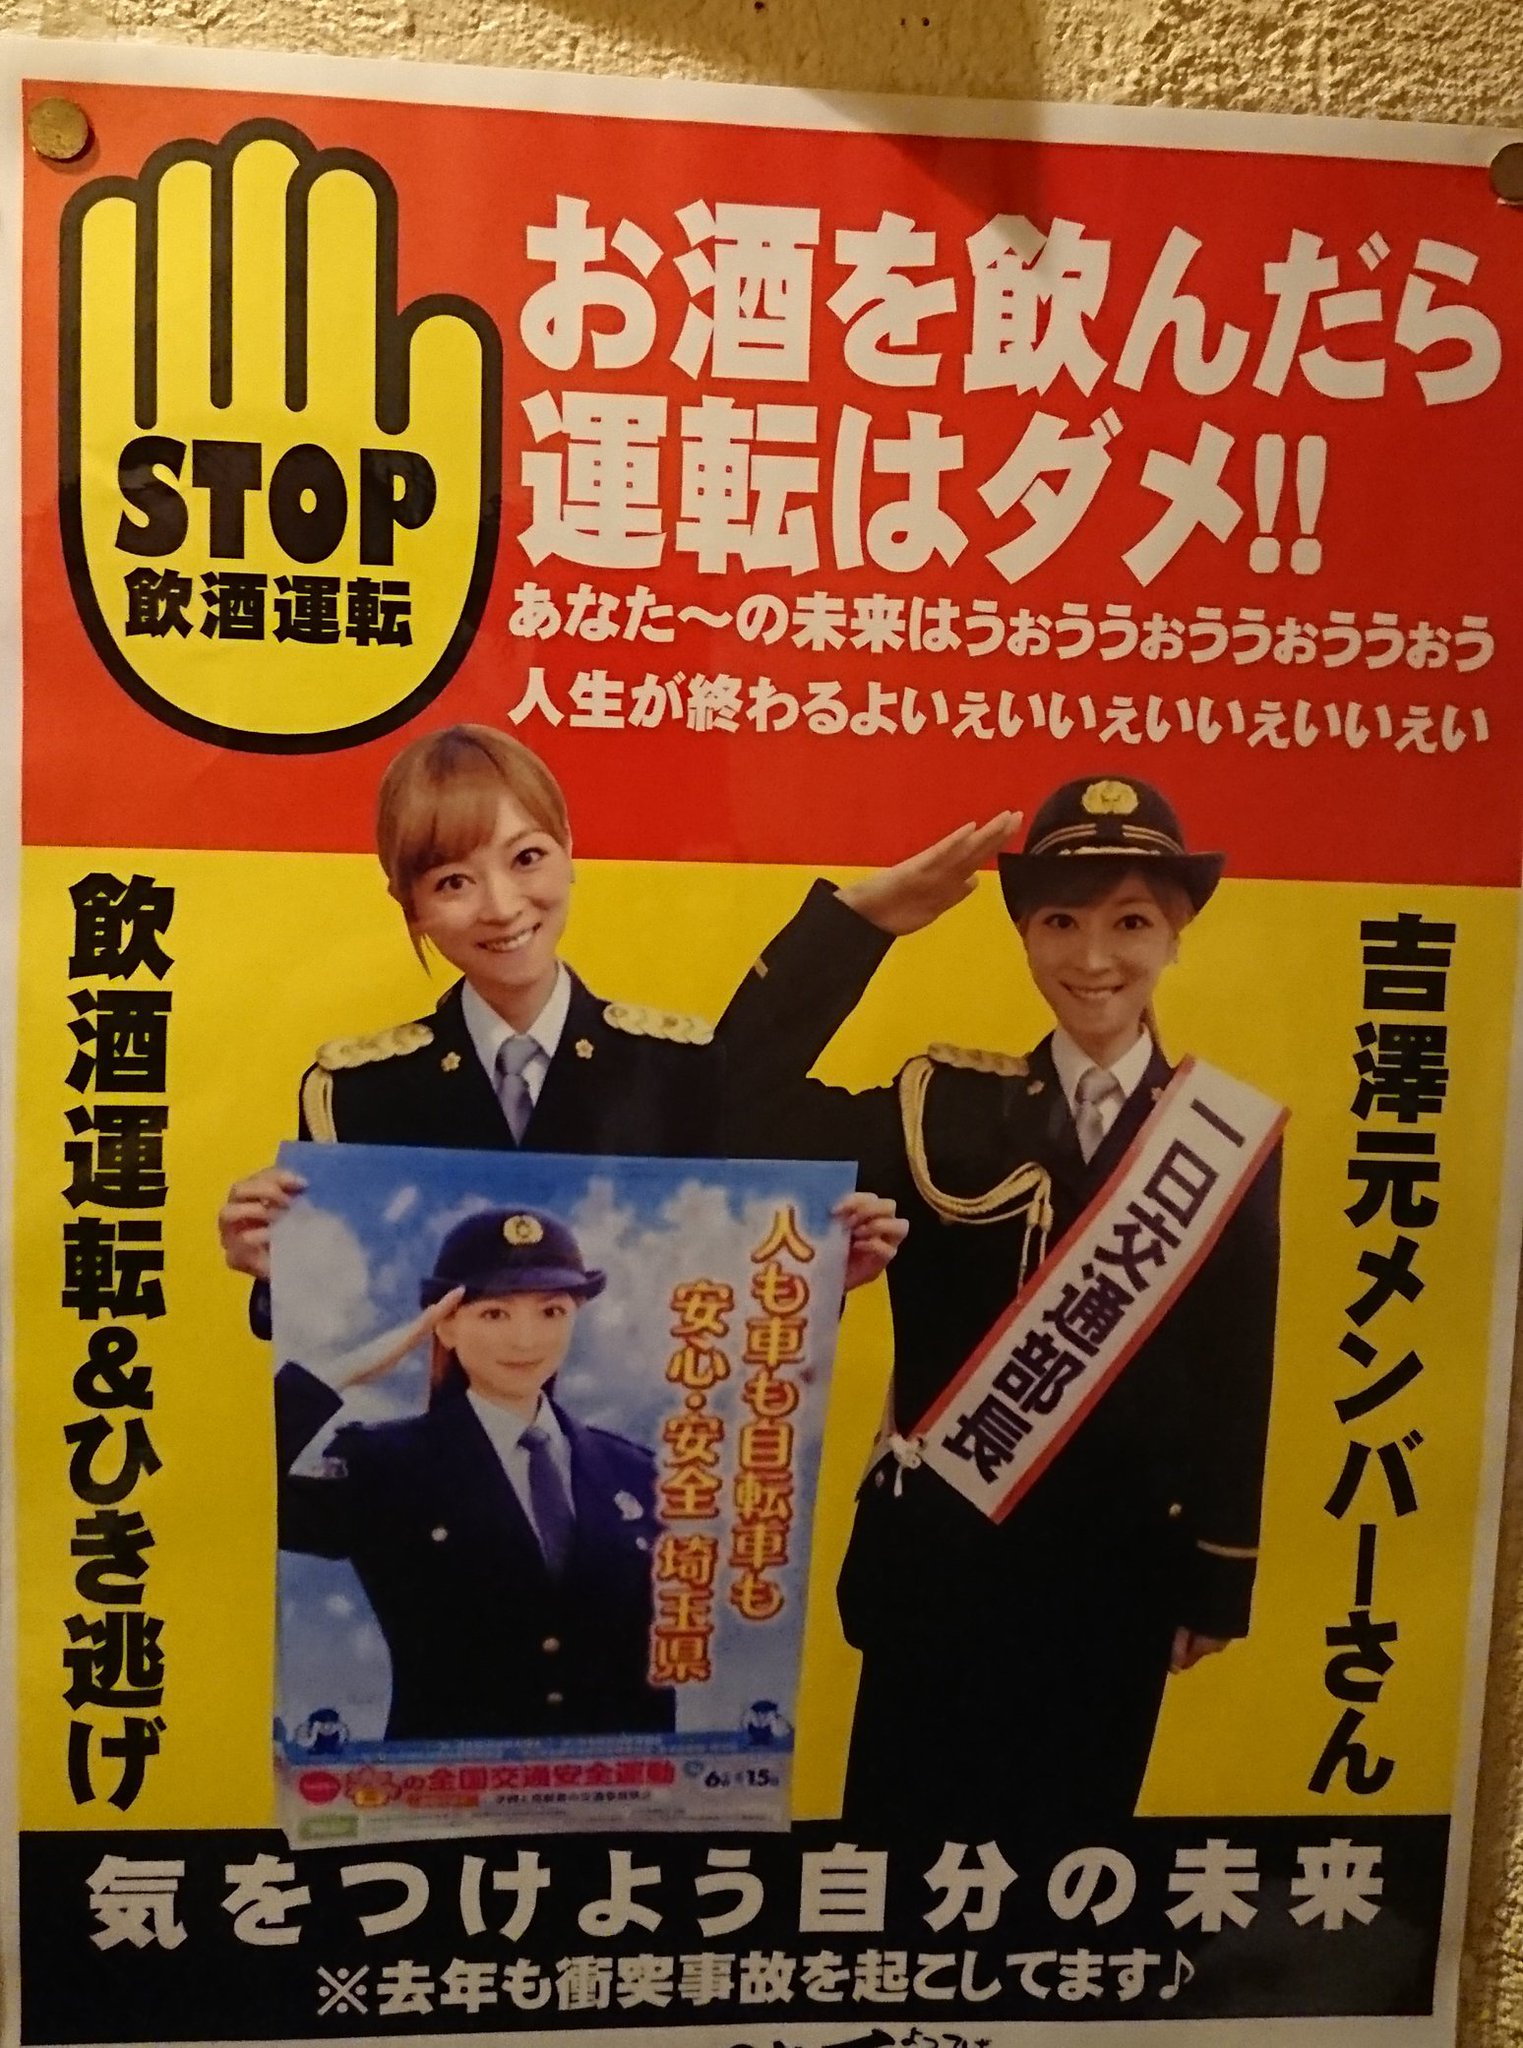 お酒を飲んだら
運転はダメ!!
STOP
飲酒運転
あなた〜の未来はうぉううぉううぉううぉう
人生が終わるよいぇいいぇいいぇいいぇい
飲酒運転&ひき逃げ
吉澤元メンバーさん
一日交通部長
人も車も自転車も
安心・安全 埼玉県
の全国交通安全運動
気をつけよう自分の未来
※去年も衝突事故を起こしてます♪